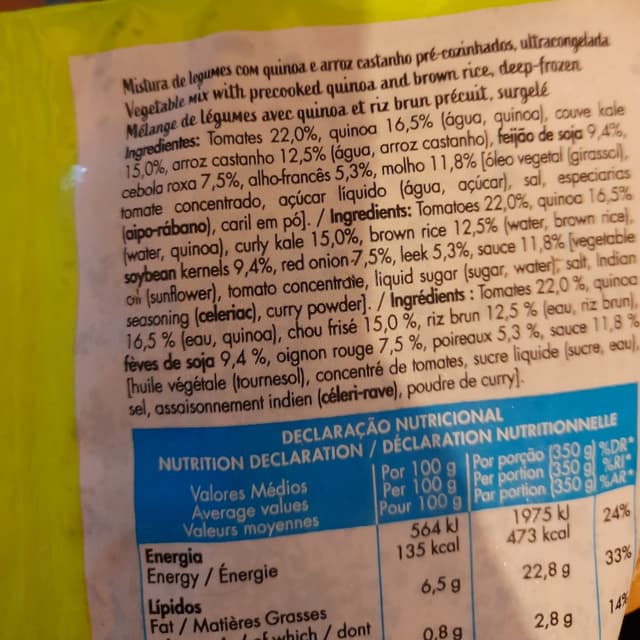 Mistura de legumes com quinoa e arroz castanho pré-cozinhados, ultracongelada
Vegetable mix with precooked quinoa and brown rice, deep-frozen
Mélange de légumes avec quinoa et riz brun précuit, surgelé
Ingredientes: Tomates 22,0%, quinoa 16,5% (água, quinoa), couve kale
15,0%, arroz castanho 12,5% (água, arroz castanho), feijão de soja 9,4%,
cebola roxa 7,5%, alho-francês 5,3%, molho 11,8% [óleo vegetal (girassol),
tomate concentrado, açúcar líquido (água, açúcar), sal, especiarias
(aipo-rábano), caril em pó]. / Ingredients: Tomatoes 22,0%, quinoa 16,5%
(water, quinoa), curly kale 15,0%, brown rice 12,5% (water, brown rice),
soybean kernels 9,4%, red onion 7,5%, leek 5,3%, sauce 11,8% [vegetable
oil (sunflower), tomato concentrate, liquid sugar (sugar, water), salt, Indian
seasoning (celeriac), curry powder]. / Ingrédients : Tomates 22,0 %, quinoa
16,5 % (eau, quinoa), chou frisé 15,0 %, riz brun 12,5 % (eau, riz brun),
fèves de soja 9,4 %, oignon rouge 7,5 %, poireaux 5,3 %, sauce 11,8 %
[huile végétale (tournesol), concentré de tomates, sucre liquide (sucre, eau),
sel, assaisonnement indien (céleri-rave), poudre de curry].
DECLARAÇÃO NUTRICIONAL
NUTRITION DECLARATION / DÉCLARATION NUTRITIONNELLE
Valores Médios Por 100 g Por porção (350 g) %DR*
Average values Per 100 g Per portion (350 g) %RI*
Valeurs moyennes Pour 100 g Par portion (350 g) %AR*
Energia 564 kJ 1975 kJ 24%
Energy / Énergie 135 kcal 473 kcal
Lípidos 6,5 g 22,8 g 33%
Fat / Matières Grasses
of which / dont 0,8 g 2,8 g 14%